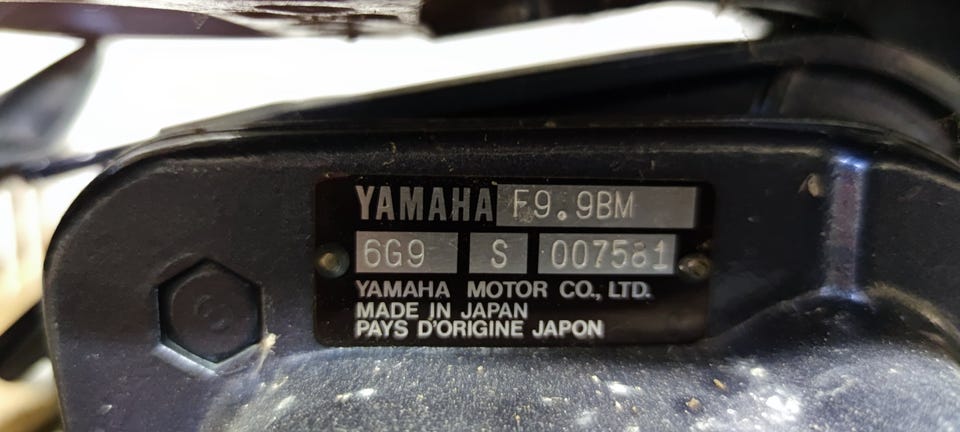 YAMAHA F9.9BM
6G9 S 007581
YAMAHA MOTOR CO., LTD.
MADE IN JAPAN
PAYS D'ORIGINE JAPON